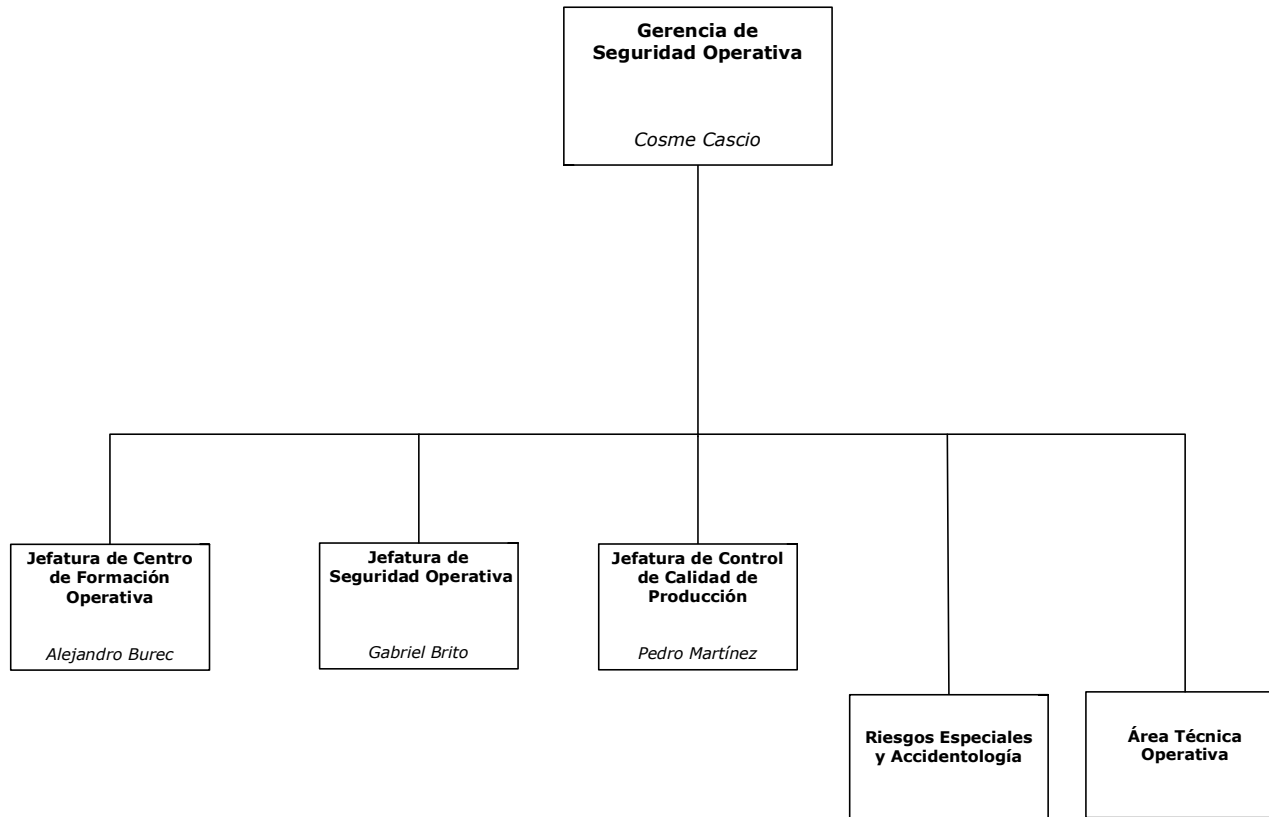 Gerencia de
Seguridad Operativa
Cosme Cascio
Jefatura de Centro
de Formación
Operativa
Alejandro Burec
Jefatura de
Seguridad Operativa
Gabriel Brito
Jefatura de Control
de Calidad de
Producción
Pedro Martínez
Riesgos Especiales
y Accidentología
Área Técnica
Operativa